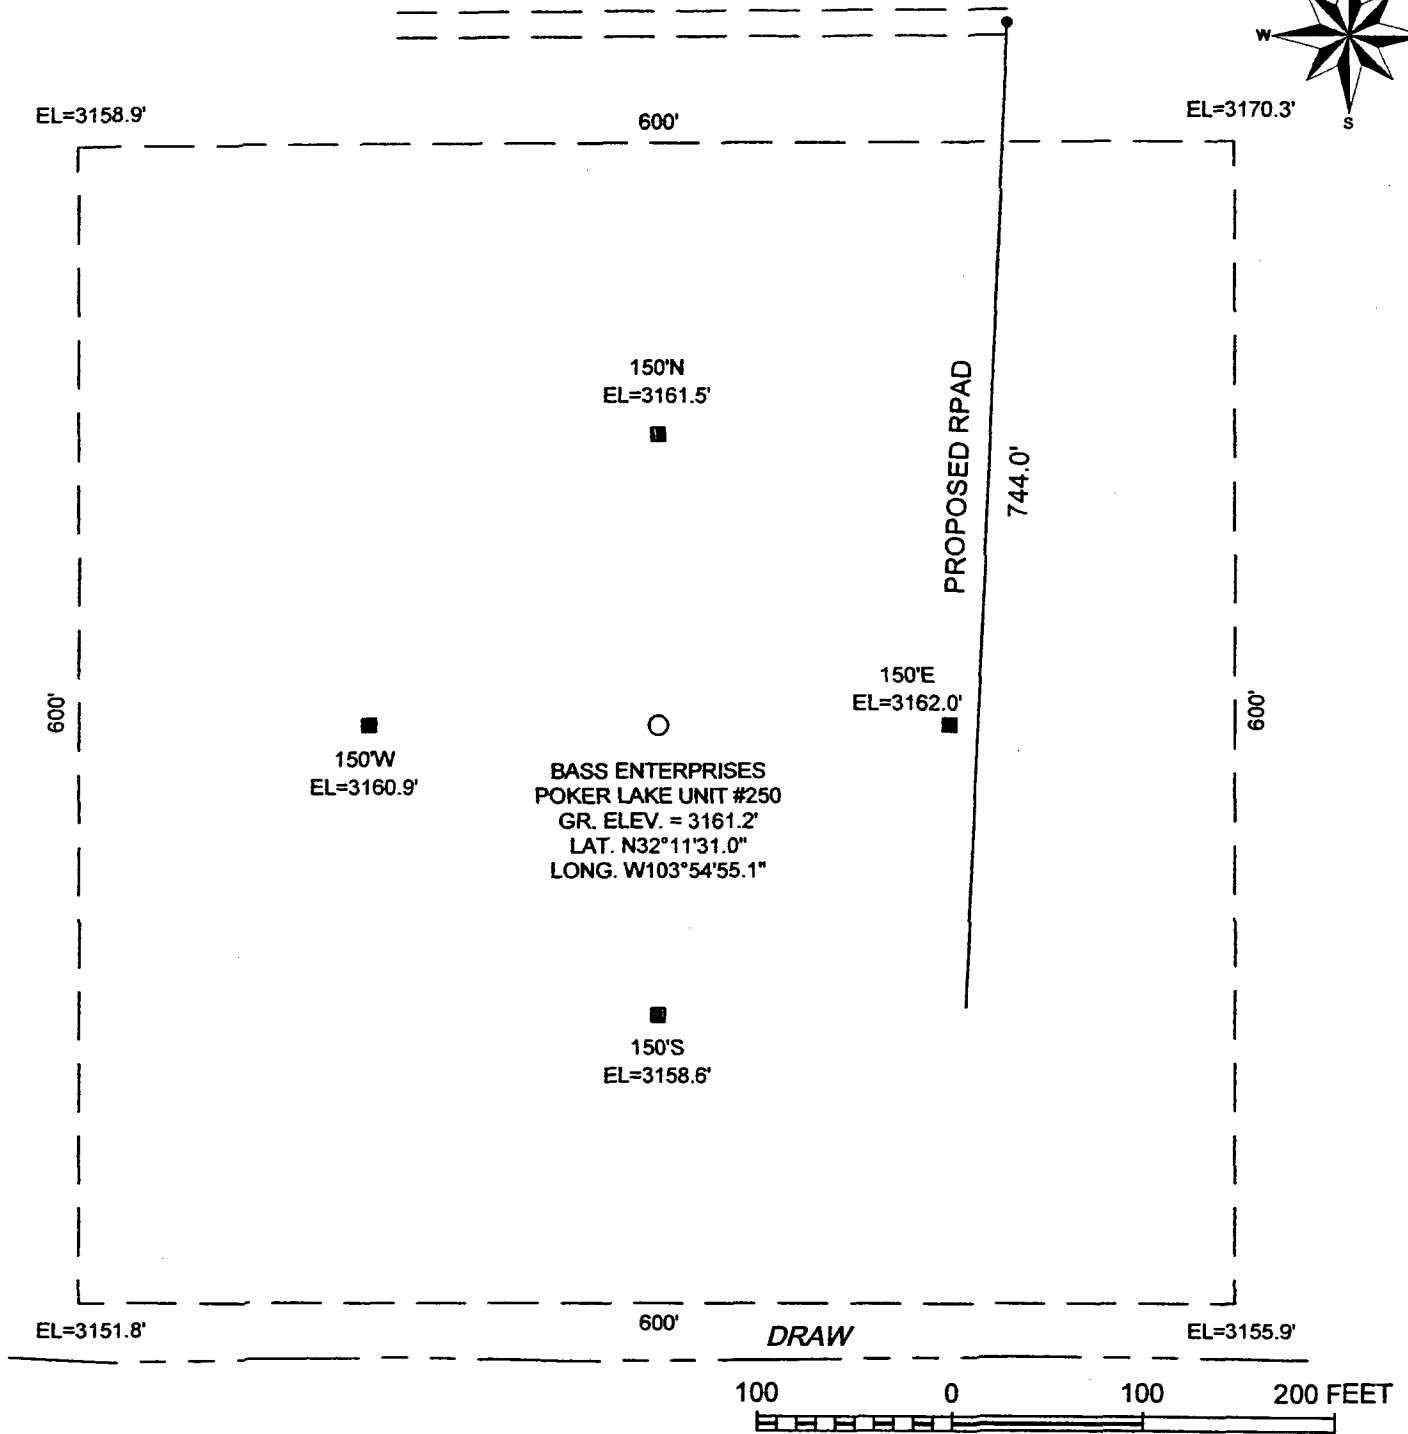 W
S
EL=3158.9'
600'
EL=3170.3'
150'N
EL=3161.5'
PROPOSED RPAD
744.0'
600'
150'W
EL=3160.9'
150'E
EL=3162.0'
600'
BASS ENTERPRISES
POKER LAKE UNIT #250
GR. ELEV. = 3161.2'
LAT. N32°11'31.0"
LONG. W103°54'55.1"
150'S
EL=3158.6'
EL=3151.8'
600'
DRAW
EL=3155.9'
100 0 100 200 FEET